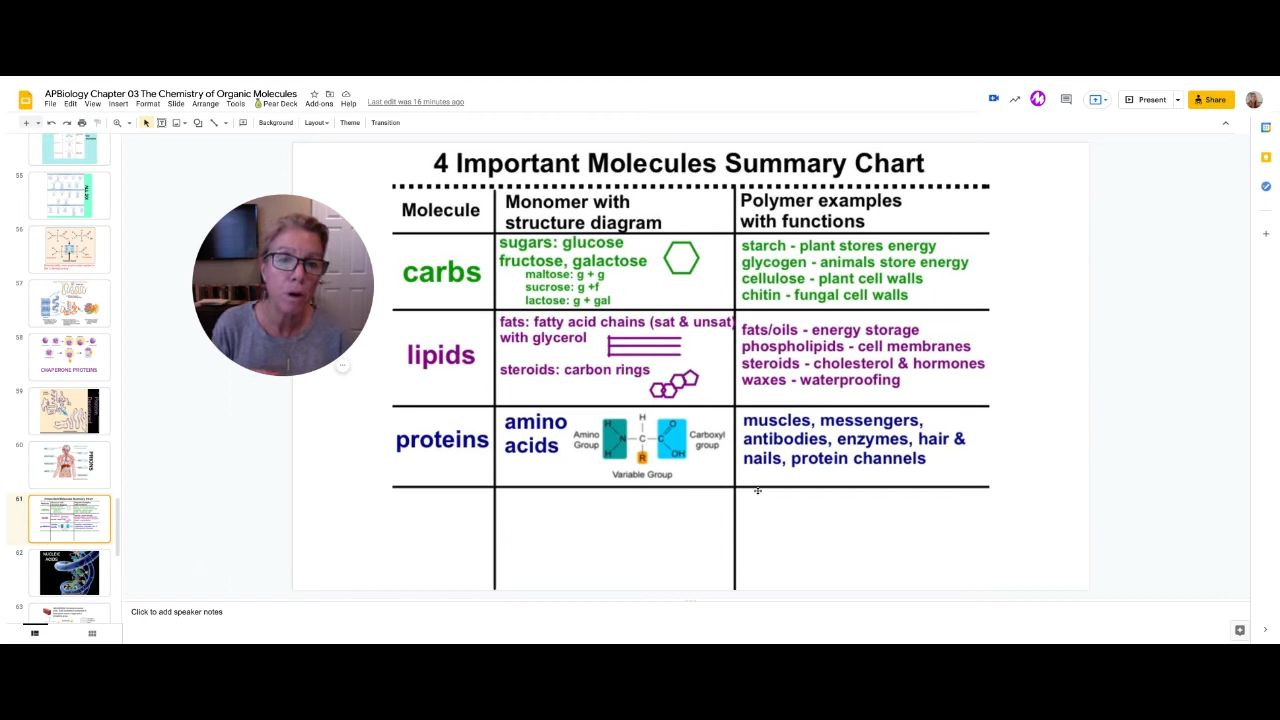 APBiology Chapter 03 The Chemistry of Organic Molecules
File Edit View Insert Format Slide Arrange Tools Pear Deck Add-ons Help
Last edit was 16 minutes ago
Present
Share
Background
Layout
Theme
Transition
55
56
57
58
CHAPERONE PROTEINS
59
60
PRIONS
61
62
NUCLEIC
ACIDS
63
4 Important Molecules Summary Chart
Molecule
Monomer with
structure diagram
Polymer examples
with functions
carbs
sugars: glucose
fructose, galactose
maltose: g + g
sucrose: g +f
lactose: g + gal
starch - plant stores energy
glycogen - animals store energy
cellulose - plant cell walls
chitin - fungal cell walls
lipids
fats: fatty acid chains (sat & unsat)
with glycerol
steroids: carbon rings
fats/oils - energy storage
phospholipids - cell membranes
steroids - cholesterol & hormones
waxes - waterproofing
proteins
amino
acids
Amino
Group
H
H
N
H
C
R
C
O
OH
Carboxyl
group
Variable Group
muscles, messengers,
antibodies, enzymes, hair &
nails, protein channels
Click to add speaker notes